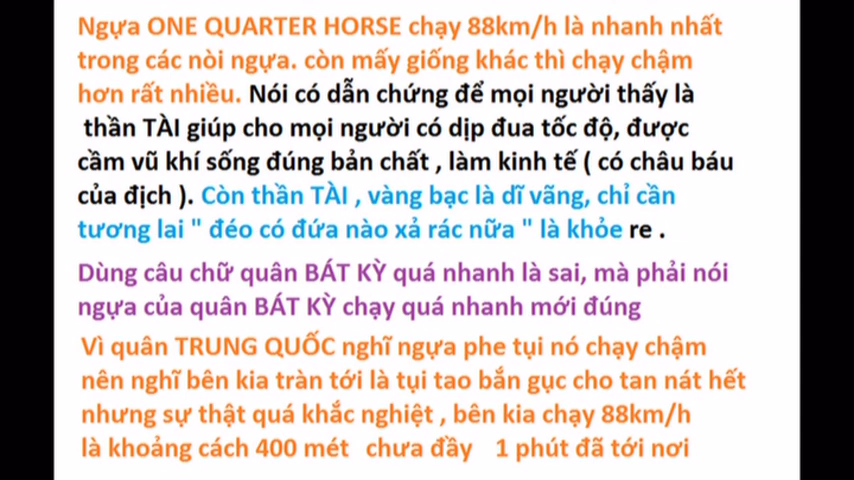 Ngựa ONE QUARTER HORSE chạy 88km/h là nhanh nhất
trong các nòi ngựa. còn mấy giống khác thì chạy chậm
hơn rất nhiều. Nói có dẫn chứng để mọi người thấy là
thần TÀI giúp cho mọi người có dịp đua tốc độ, được
cầm vũ khí sống đúng bản chất , làm kinh tế ( có châu báu
của địch ). Còn thần TÀI , vàng bạc là dĩ vãng, chỉ cần
tương lai " đéo có đứa nào xả rác nữa " là khỏe re .
Dùng câu chữ quân BÁT KỲ quá nhanh là sai, mà phải nói
ngựa của quân BÁT KỲ chạy quá nhanh mới đúng
Vì quân TRUNG QUỐC nghĩ ngựa phe tụi nó chạy chậm
nên nghĩ bên kia tràn tới là tụi tao bắn gục cho tan nát hết
nhưng sự thật quá khắc nghiệt , bên kia chạy 88km/h
là khoảng cách 400 mét chưa đầy 1 phút đã tới nơi